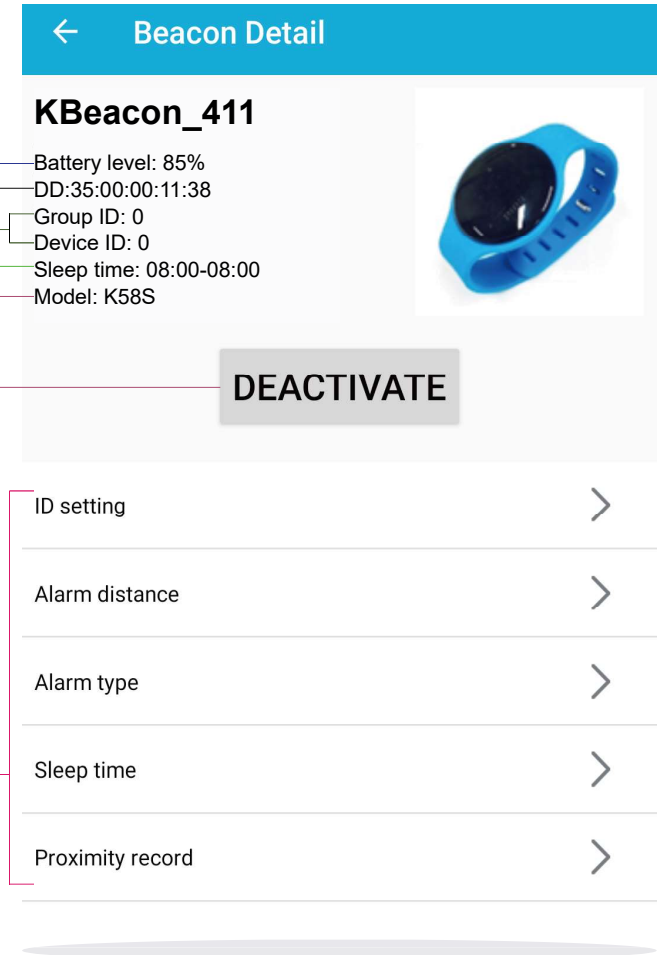 Beacon Detail
KBeacon_411
Battery level: 85%
DD:35:00:00:11:38
Group ID: 0
Device ID: 0
Sleep time: 08:00-08:00
Model: K58S
DEACTIVATE
ID setting
Alarm distance
Alarm type
Sleep time
Proximity record